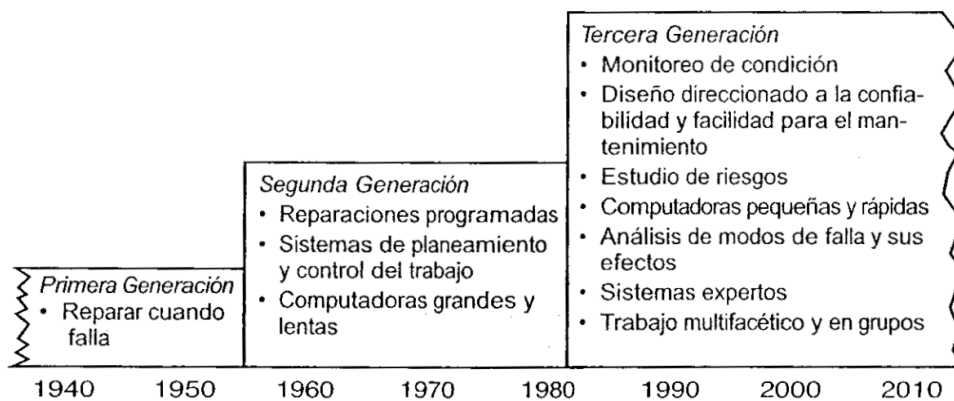 Primera Generación
• Reparar cuando
falla
Segunda Generación
• Reparaciones programadas
• Sistemas de planeamiento
y control del trabajo
• Computadoras grandes y
lentas
Tercera Generación
• Monitoreo de condición
• Diseño direccionado a la confia-
bilidad y facilidad para el man-
tenimiento
• Estudio de riesgos
• Computadoras pequeñas y rápidas
• Análisis de modos de falla y sus
efectos
• Sistemas expertos
• Trabajo multifacético y en grupos
1940 1950 1960 1970 1980 1990 2000 2010